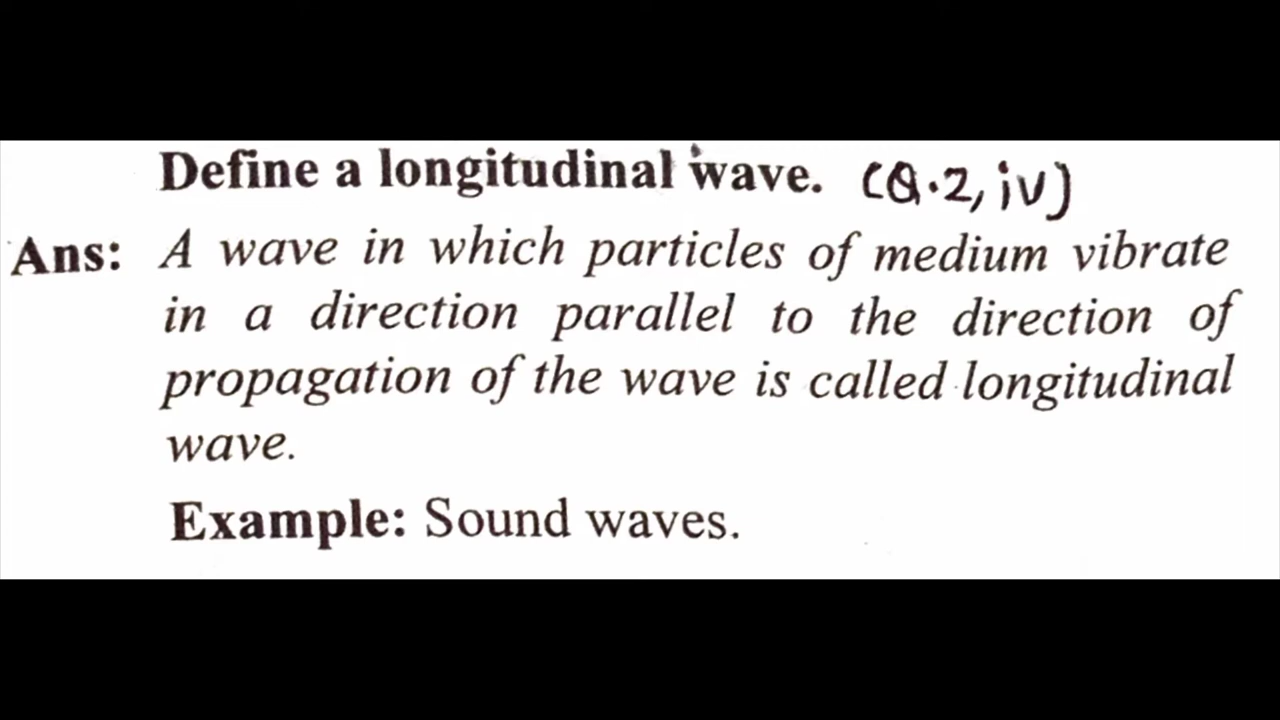 Define a longitudinal wave. (Q.2, iv)
Ans: A wave in which particles of medium vibrate
in a direction parallel to the direction of
propagation of the wave is called longitudinal
wave.
Example: Sound waves.